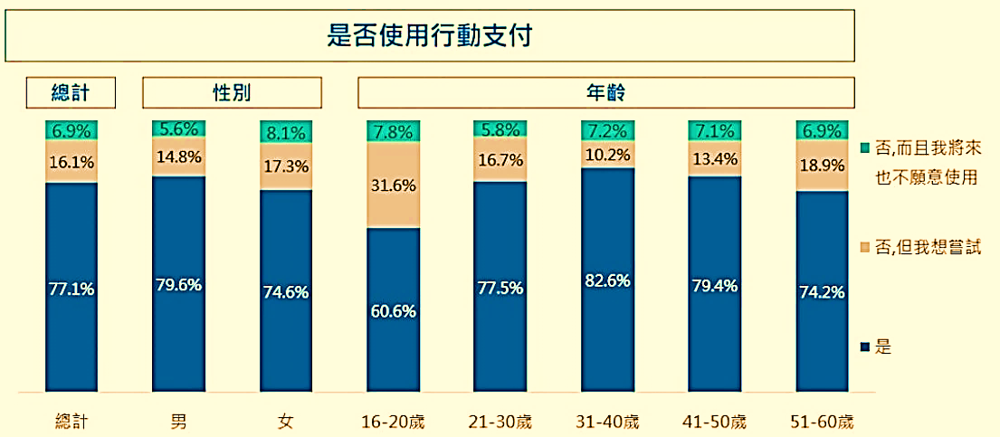 是否使用行動支付
總計 性別 年齡
6.9% 5.6% 8.1% 7.8% 5.8% 7.2% 7.1% 6.9%
16.1% 14.8% 17.3% 31.6% 16.7% 10.2% 13.4% 18.9%
77.1% 79.6% 74.6% 60.6% 77.5% 82.6% 79.4% 74.2%
總計 男 女 16-20歲 21-30歲 31-40歲 41-50歲 51-60歲
否,而且我將來
也不願意使用
否,但我想嘗試
是